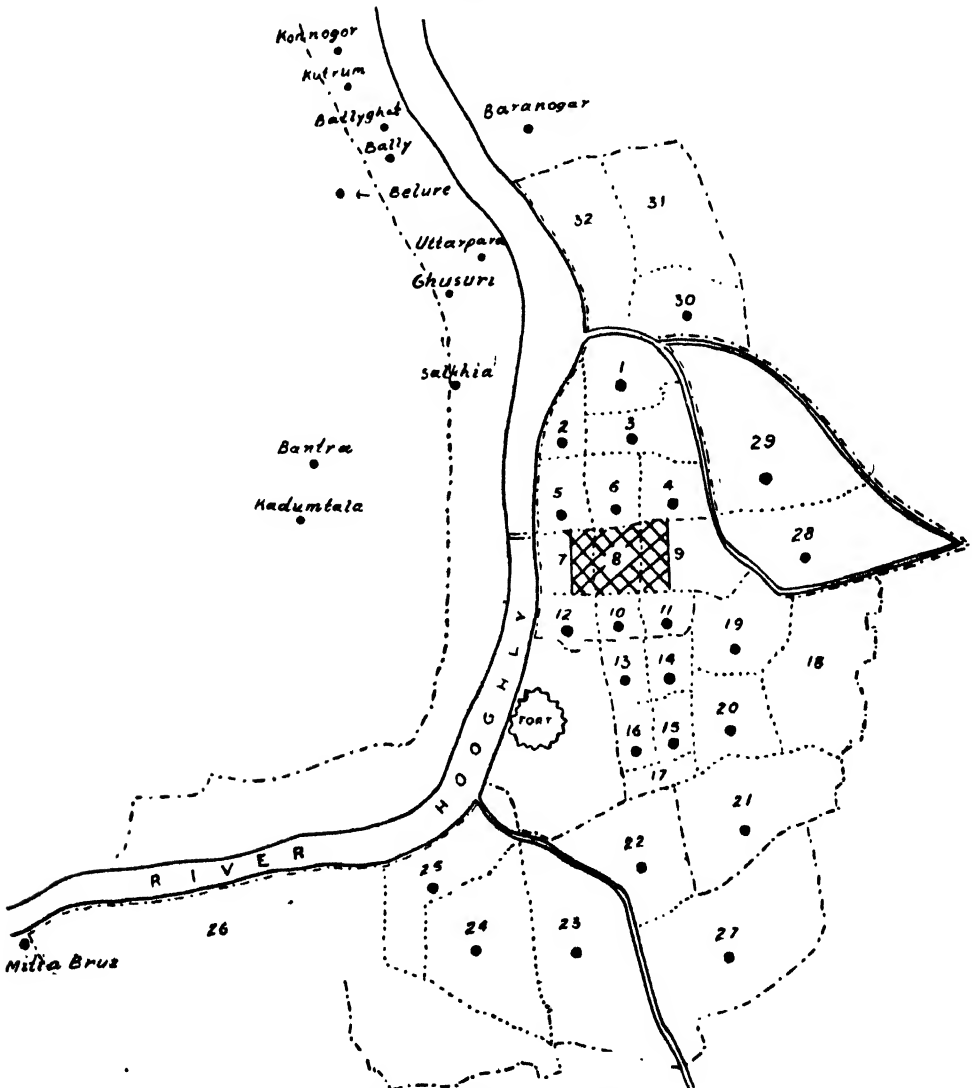 Konnogor
Kutrum
Ballyghat
Bally
Belure
Baranogar
Uttarpara
Ghusuri
Salkhia
Bantra
Kadumtala
32
31
30
1
2
3
29
5
6
4
28
7
8
9
12
10
11
19
18
13
14
20
16
15
17
FORT
21
22
25
24
23
27
26
RIVER HOOGHLY
Mitta Bruz